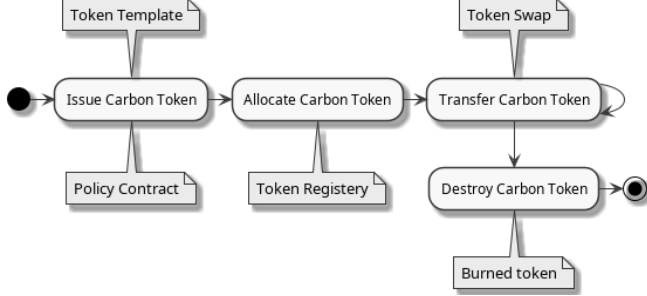 Token Template
Token Swap
Issue Carbon Token
Allocate Carbon Token
Transfer Carbon Token
Policy Contract
Token Registery
Destroy Carbon Token
Burned token